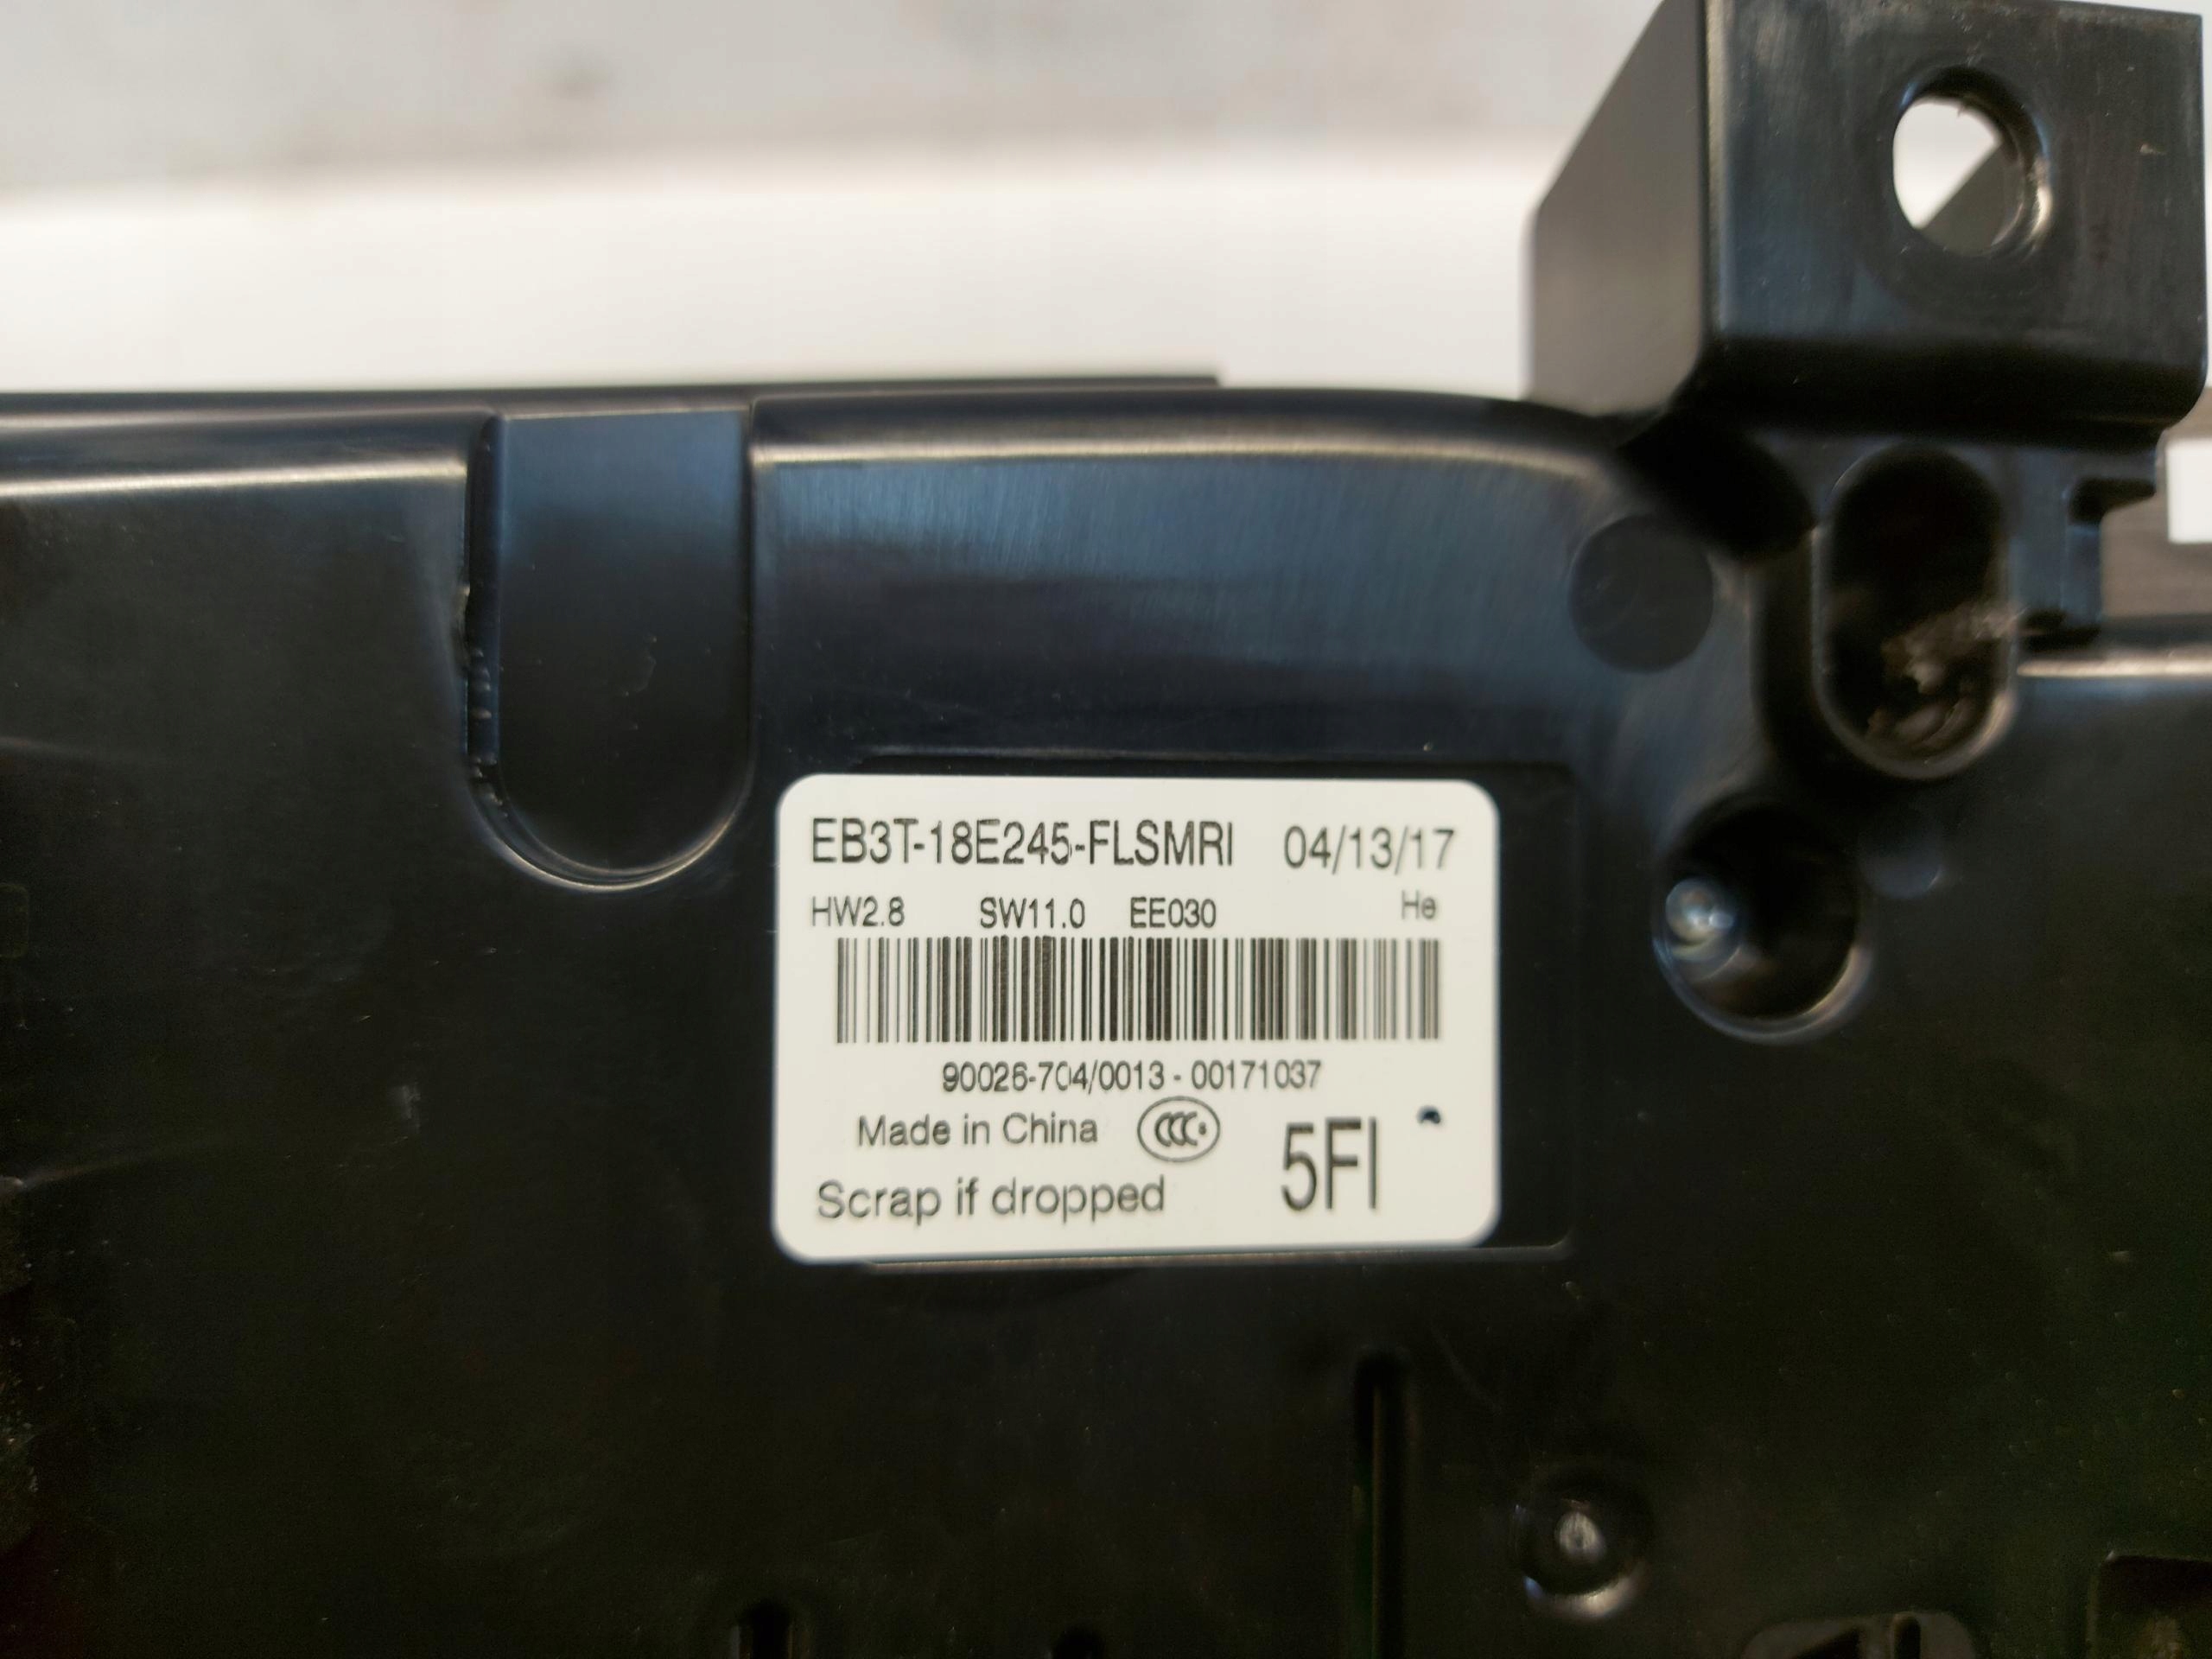 EB3T-18E245-FLSMRI 04/13/17
HW2.8 SW11.0 EE030 He
90026-704/0013 - 00171037
Made in China CCC 5FI
Scrap if dropped